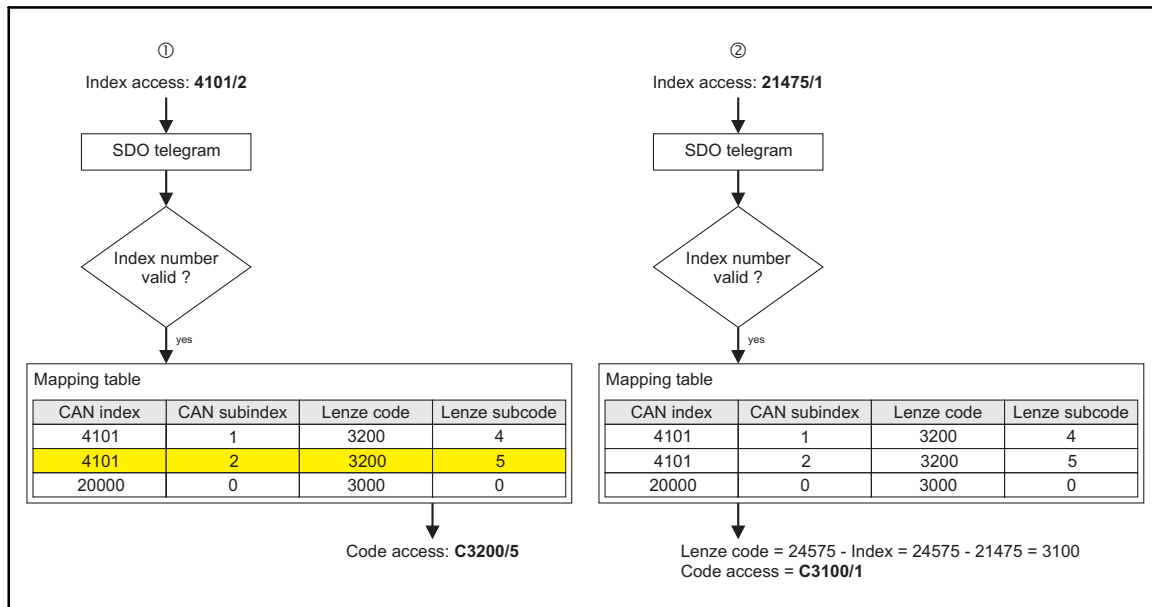 ①
Index access: 4101/2
SDO telegram
Index number
valid ?
yes
Mapping table
CAN index CAN subindex Lenze code Lenze subcode
4101 1 3200 4
4101 2 3200 5
20000 0 3000 0
Code access: C3200/5
②
Index access: 21475/1
SDO telegram
Index number
valid ?
yes
Mapping table
CAN index CAN subindex Lenze code Lenze subcode
4101 1 3200 4
4101 2 3200 5
20000 0 3000 0
Lenze code = 24575 - Index = 24575 - 21475 = 3100
Code access = C3100/1